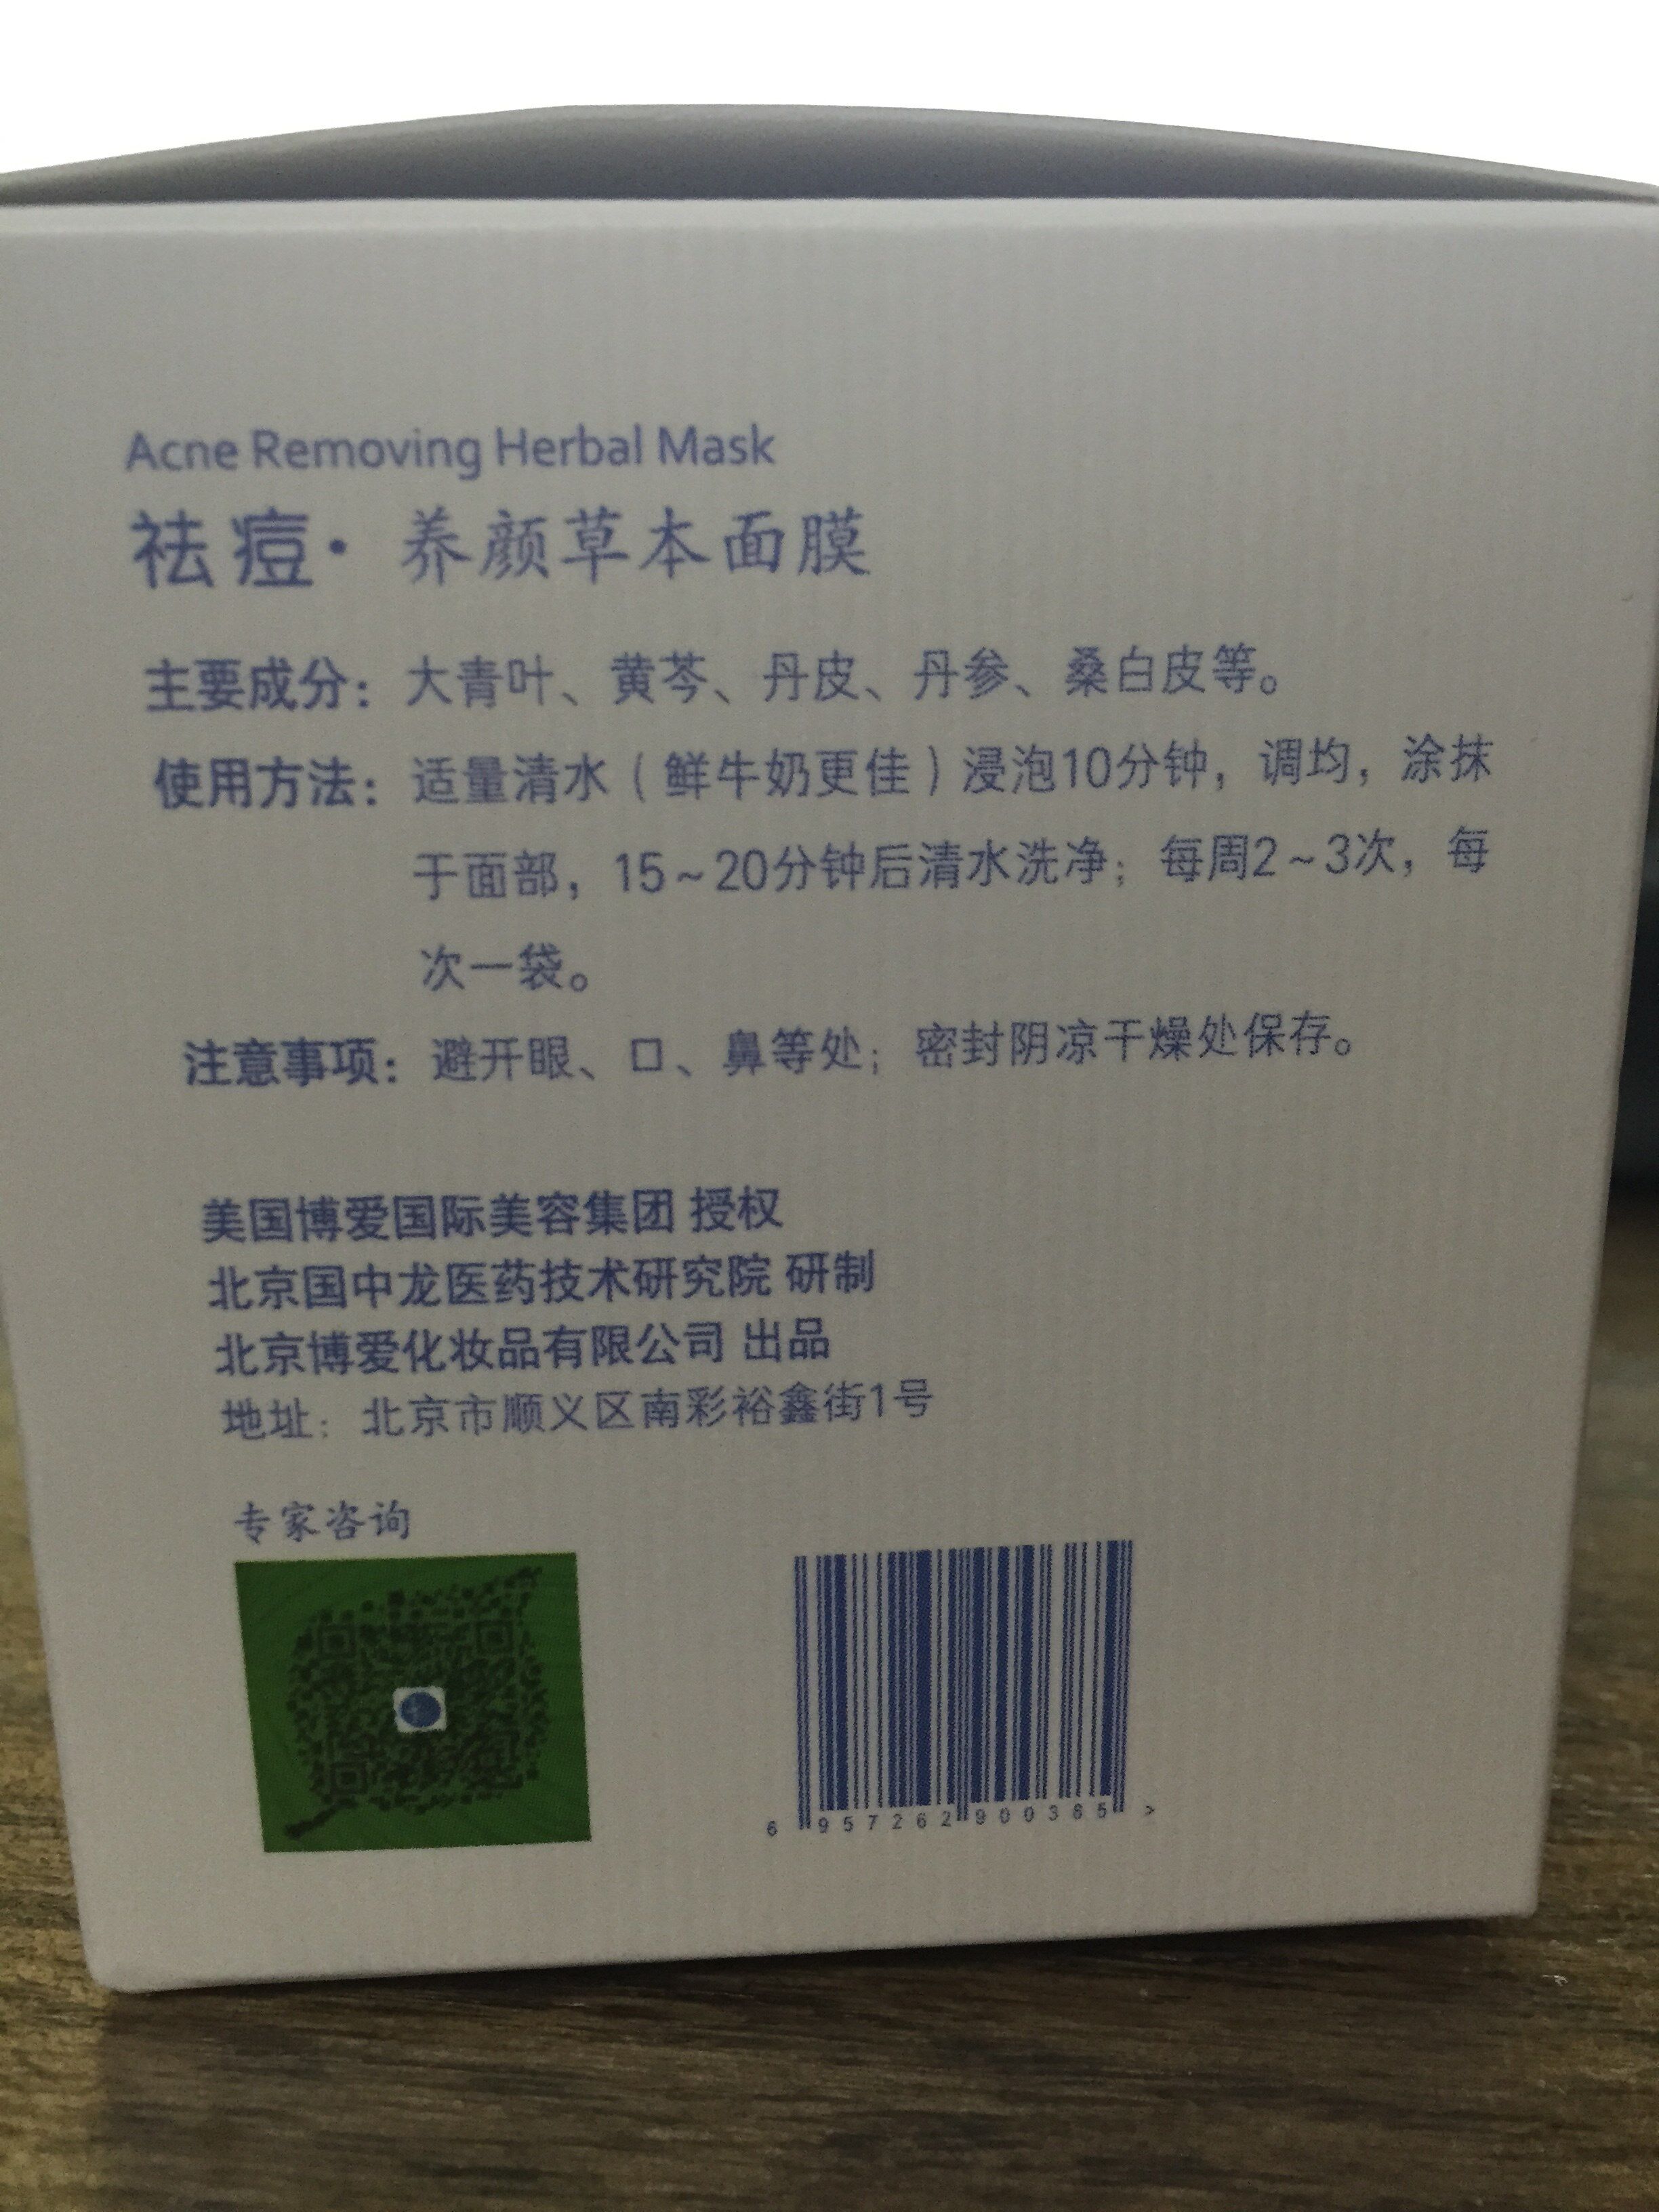 Acne Removing Herbal Mask
祛痘· 养颜草本面膜
主要成分：大青叶、黄芩、丹皮、丹参、桑白皮等。
使用方法：适量清水（鲜牛奶更佳）浸泡10分钟，调均，涂抹
于面部，15~20分钟后清水洗净；每周2~3次，每
次一袋。
注意事项：避开眼、口、鼻等处；密封阴凉干燥处保存。
美国博爱国际美容集团 授权
北京国中龙医药技术研究院 研制
北京博爱化妆品有限公司 出品
地址：北京市顺义区南彩裕鑫街1号
专家咨询
6 957262 900365 >